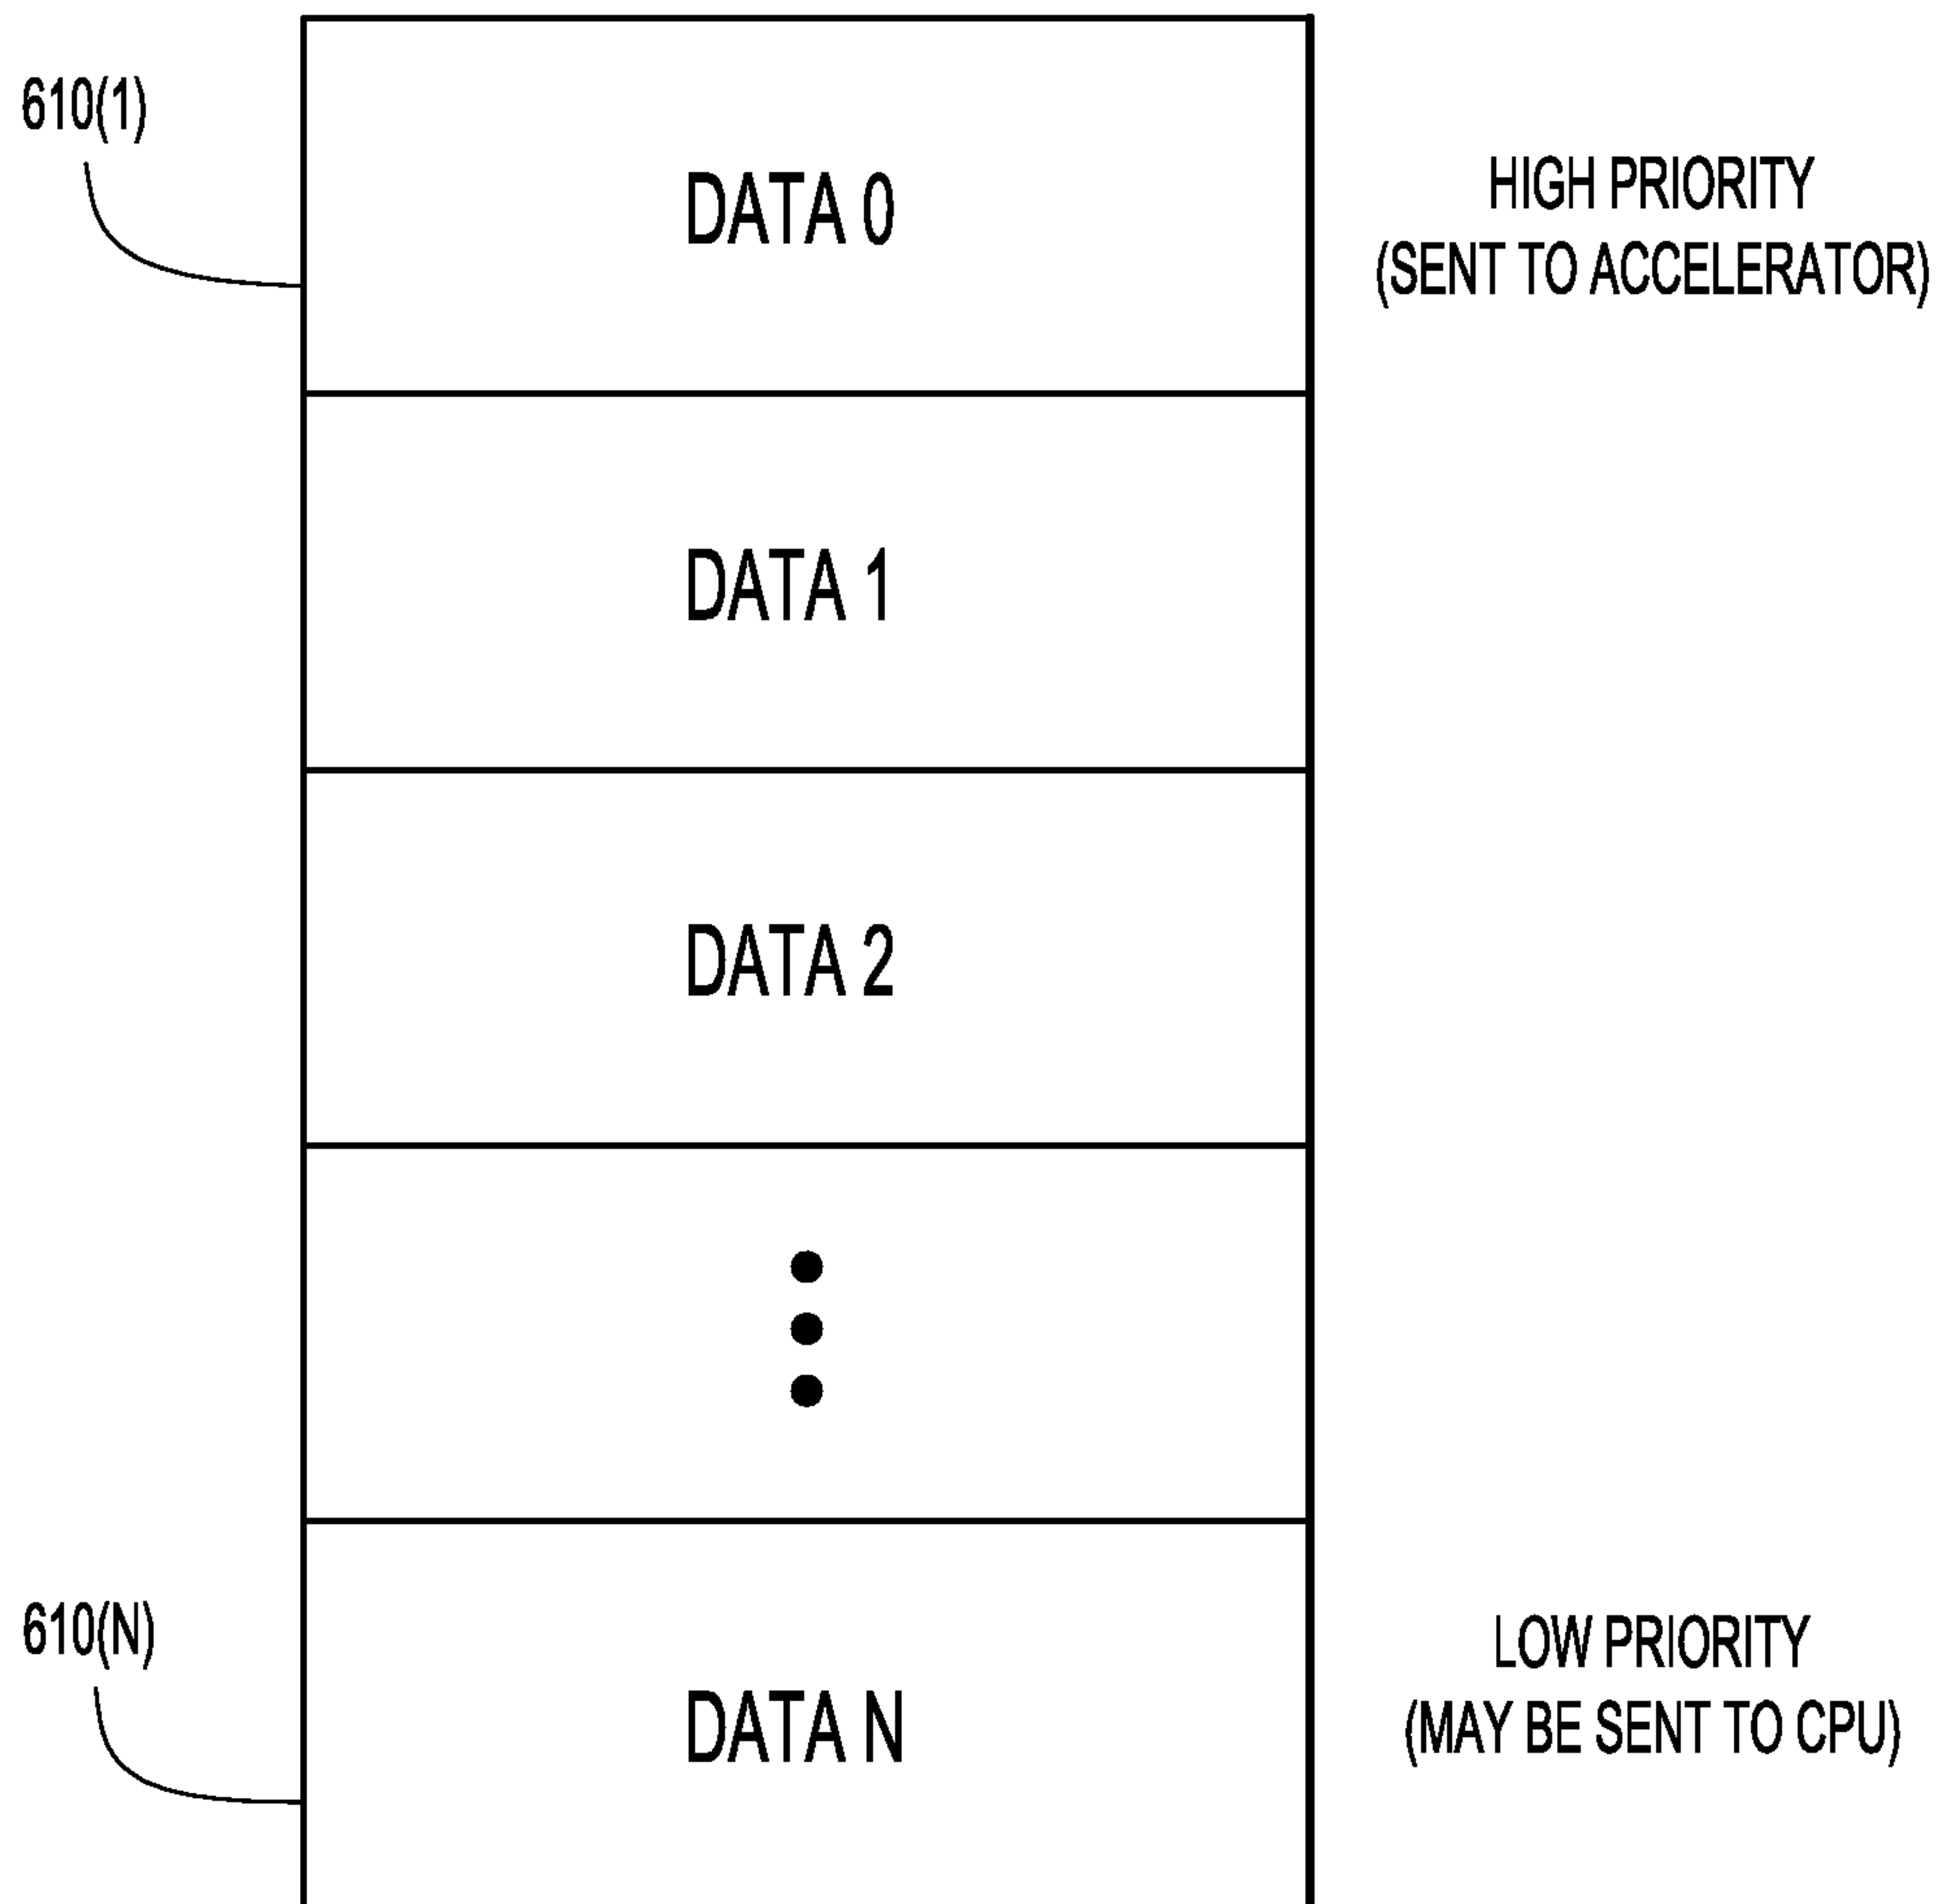 610(1)
DATA 0
HIGH PRIORITY
(SENT TO ACCELERATOR)
DATA 1
DATA 2
610(N)
DATA N
LOW PRIORITY
(MAY BE SENT TO CPU)